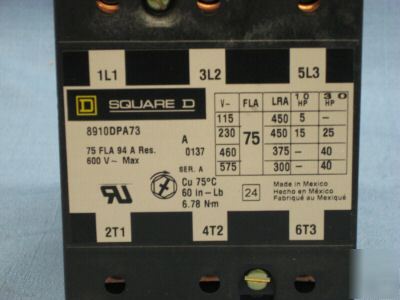 1L1 3L2 5L3
D SQUARE D
8910DPA73
75 FLA 94 A Res.
600 V~ Max
A
0137
SER. A
Cu 75°C
60 in-Lb
6.78 N·m
V~ FLA LRA 1Ø HP 3Ø HP
115 75 450 5 -
230 450 15 25
460 375 - 40
575 300 - 40
24
Made in Mexico
Hecho en México
Fabriqué au Mexique
2T1 4T2 6T3